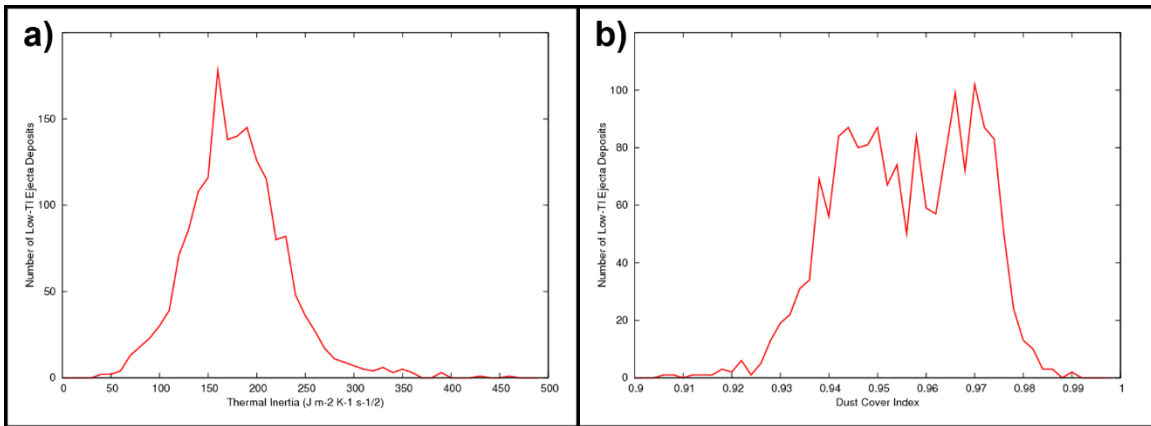 a)
Number of Low-TI Ejecta Deposits
150
100
50
0
0 50 100 150 200 250 300 350 400 450 500
Thermal Inertia (J m-2 K-1 s-1/2)
b)
Number of Low-TI Ejecta Deposits
100
80
60
40
20
0
0.9 0.91 0.92 0.93 0.94 0.95 0.96 0.97 0.98 0.99 1
Dust Cover Index